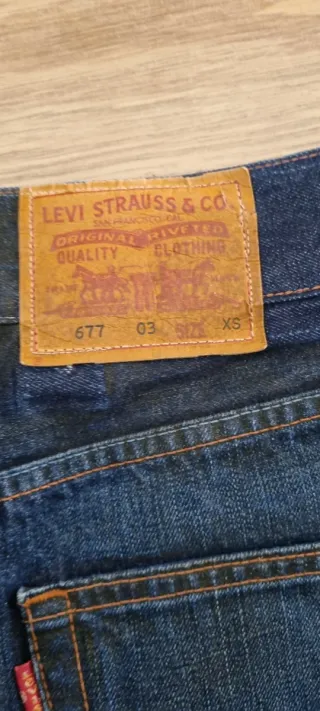 LEVI STRAUSS & CO.
SAN FRANCISCO, CAL.
ORIGINAL RIVETED
QUALITY CLOTHING
677 03 SIZE XS